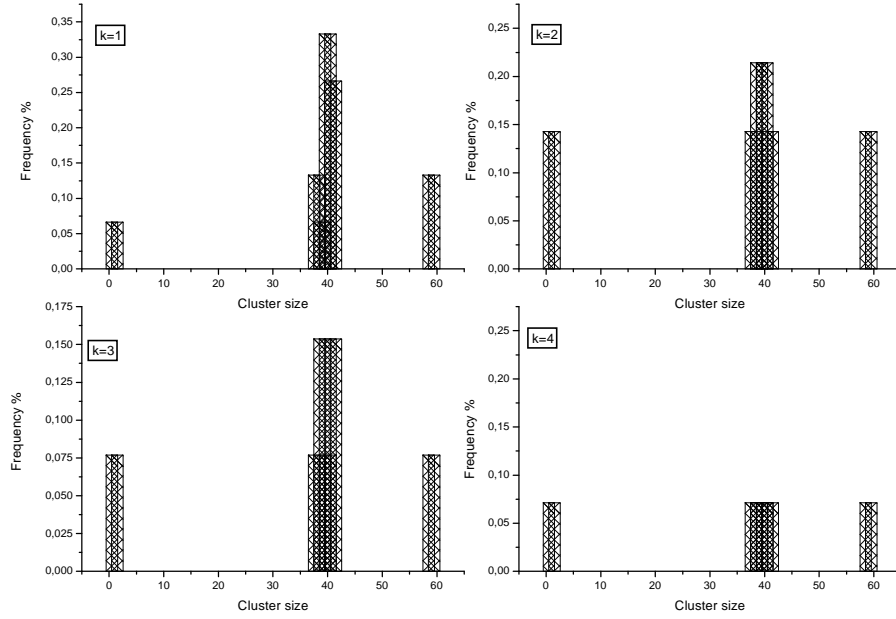 k=1
Frequency %
0,35
0,30
0,25
0,20
0,15
0,10
0,05
0,00
0 10 20 30 40 50 60
Cluster size
k=2
Frequency %
0,25
0,20
0,15
0,10
0,05
0,00
0 10 20 30 40 50 60
Cluster size
k=3
Frequency %
0,175
0,150
0,125
0,100
0,075
0,050
0,025
0,000
0 10 20 30 40 50 60
Cluster size
k=4
Frequency %
0,25
0,20
0,15
0,10
0,05
0,00
0 10 20 30 40 50 60
Cluster size